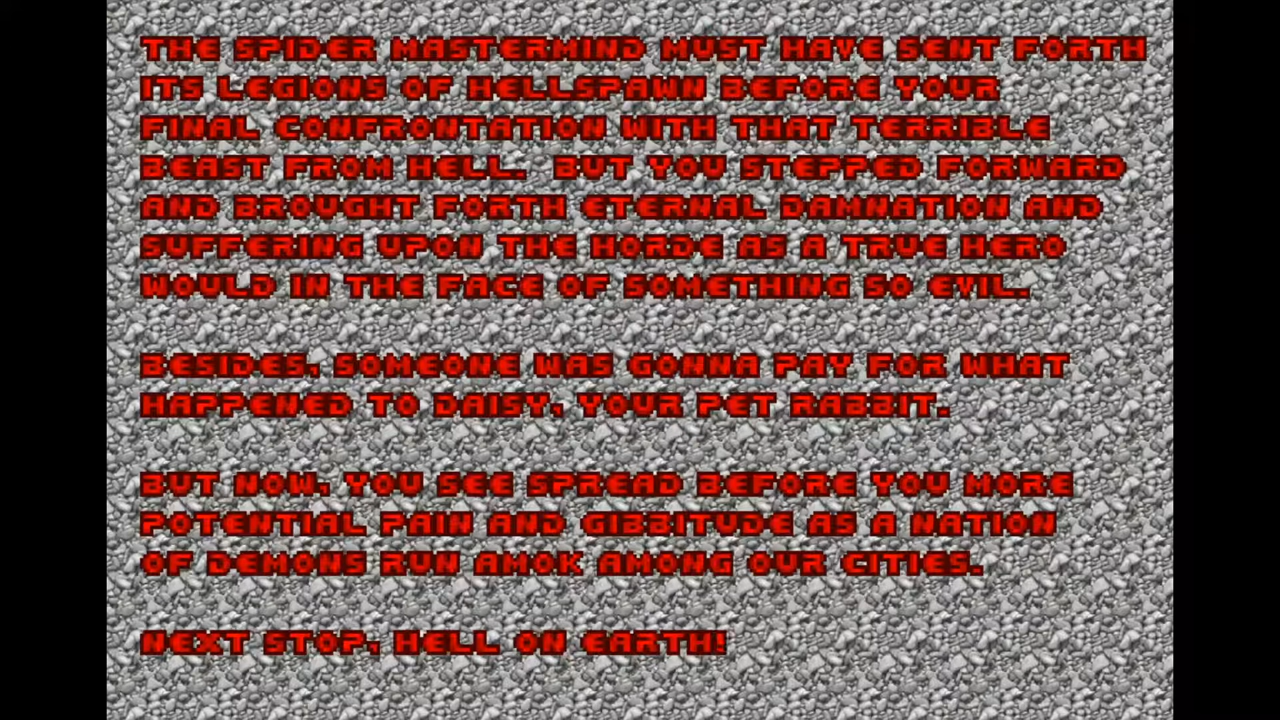 THE SPIDER MASTERMIND MUST HAVE SENT FORTH
ITS LEGIONS OF HELLSPAWN BEFORE YOUR
FINAL CONFRONTATION WITH THAT TERRIBLE
BEAST FROM HELL.  BUT YOU STEPPED FORWARD
AND BROUGHT FORTH ETERNAL DAMNATION AND
SUFFERING UPON THE HORDE AS A TRUE HERO
WOULD IN THE FACE OF SOMETHING SO EVIL.
BESIDES, SOMEONE WAS GONNA PAY FOR WHAT
HAPPENED TO DAISY, YOUR PET RABBIT.
BUT NOW, YOU SEE SPREAD BEFORE YOU MORE
POTENTIAL PAIN AND GIBBITUDE AS A NATION
OF DEMONS RUN AMOK AMONG OUR CITIES.
NEXT STOP, HELL ON EARTH!